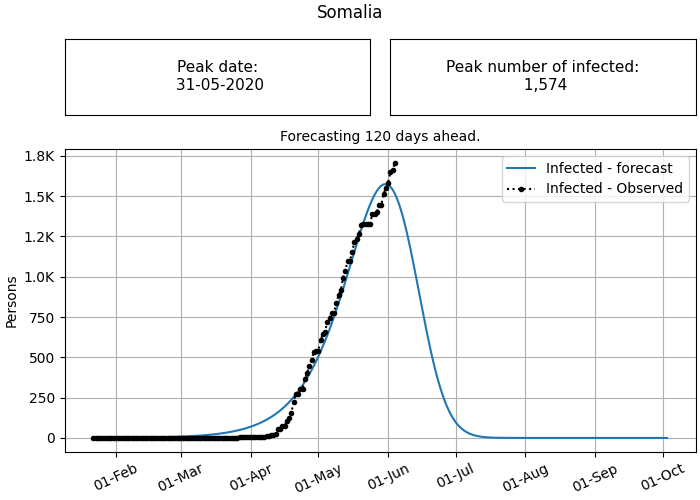 Somalia
Peak date:
31-05-2020
Peak number of infected:
1,574
Forecasting 120 days ahead.
Infected - forecast
Infected - Observed
Persons
1.8K
1.5K
1.2K
1.0K
750
500
250
0
01-Feb
01-Mar
01-Apr
01-May
01-Jun
01-Jul
01-Aug
01-Sep
01-Oct